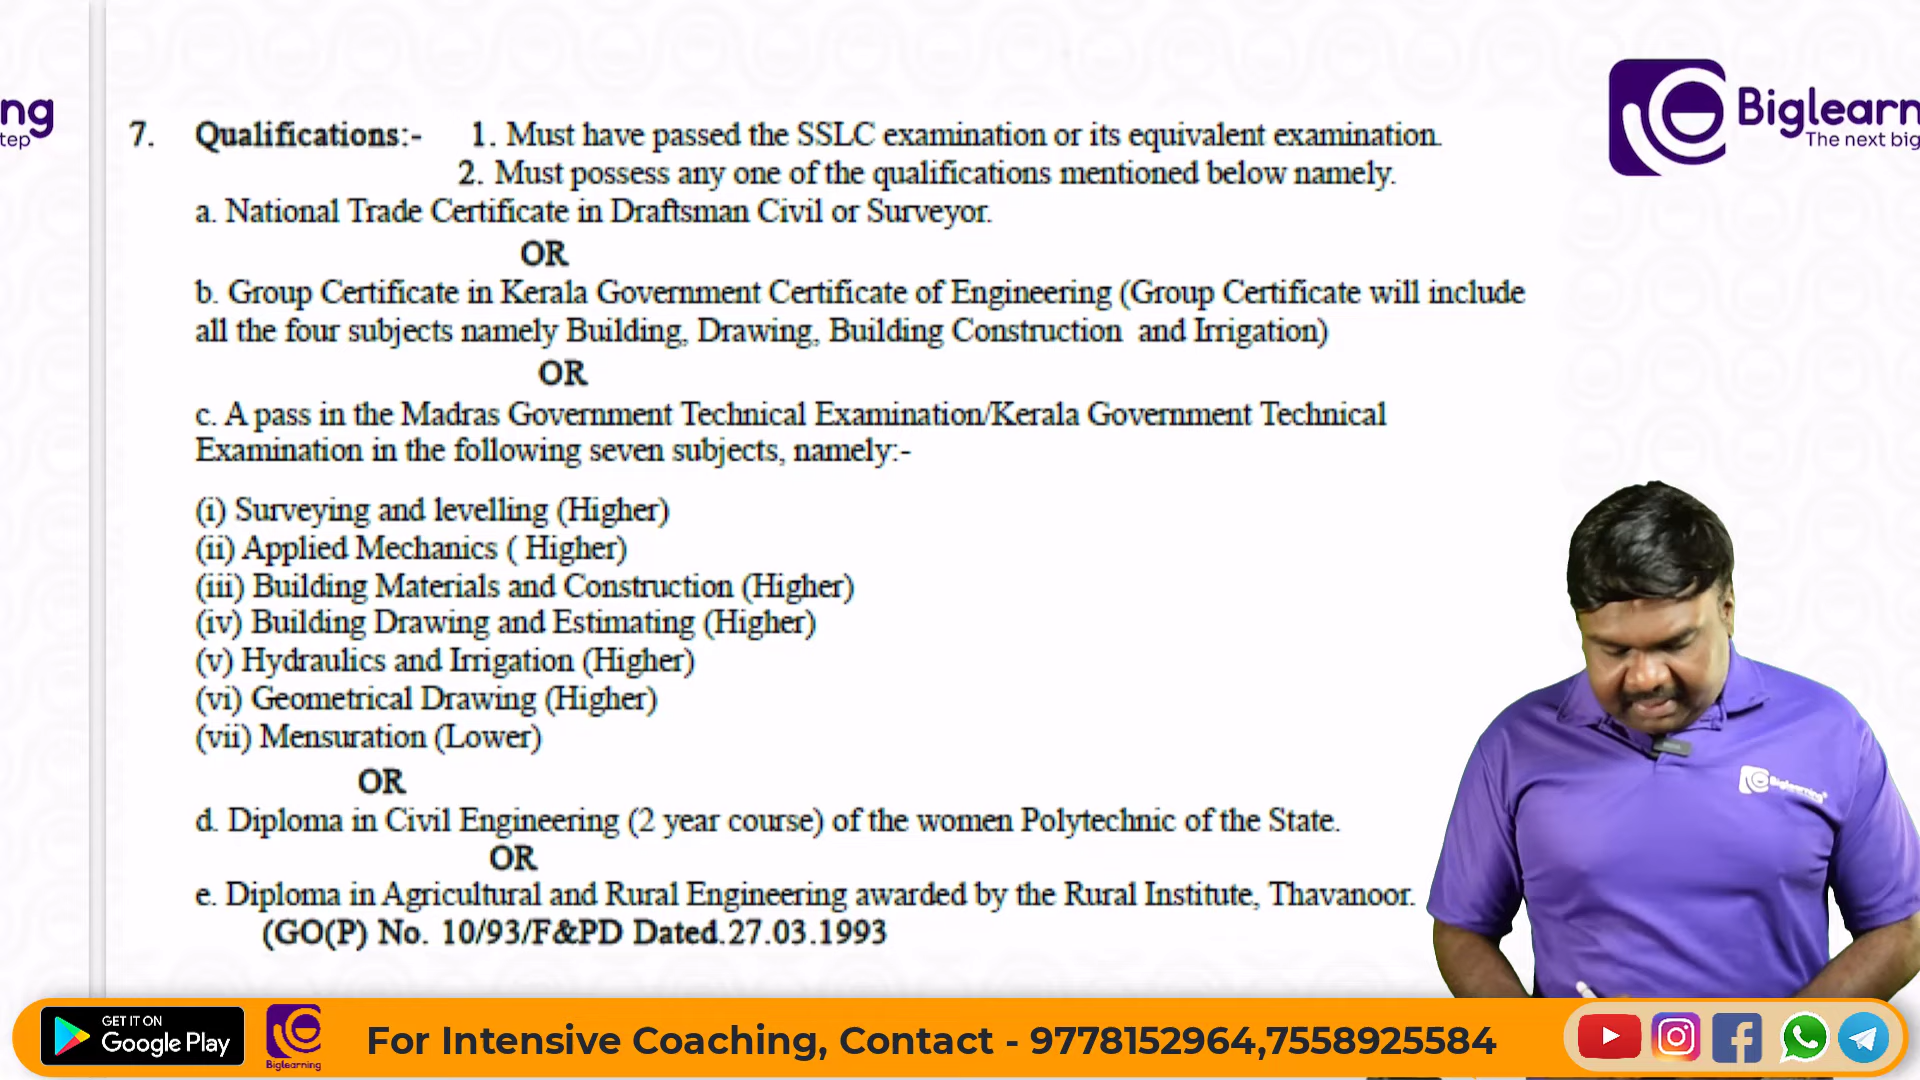 ng
tep
Biglearn
The next big
7. Qualifications:- 1. Must have passed the SSLC examination or its equivalent examination.
2. Must possess any one of the qualifications mentioned below namely.
a. National Trade Certificate in Draftsman Civil or Surveyor.
OR
b. Group Certificate in Kerala Government Certificate of Engineering (Group Certificate will include
all the four subjects namely Building, Drawing, Building Construction and Irrigation)
OR
c. A pass in the Madras Government Technical Examination/Kerala Government Technical
Examination in the following seven subjects, namely:-
(i) Surveying and levelling (Higher)
(ii) Applied Mechanics ( Higher)
(iii) Building Materials and Construction (Higher)
(iv) Building Drawing and Estimating (Higher)
(v) Hydraulics and Irrigation (Higher)
(vi) Geometrical Drawing (Higher)
(vii) Mensuration (Lower)
OR
d. Diploma in Civil Engineering (2 year course) of the women Polytechnic of the State.
OR
e. Diploma in Agricultural and Rural Engineering awarded by the Rural Institute, Thavanoor.
(GO(P) No. 10/93/F&PD Dated.27.03.1993
Biglearning
GET IT ON
Google Play
Biglearning
For Intensive Coaching, Contact - 9778152964,7558925584